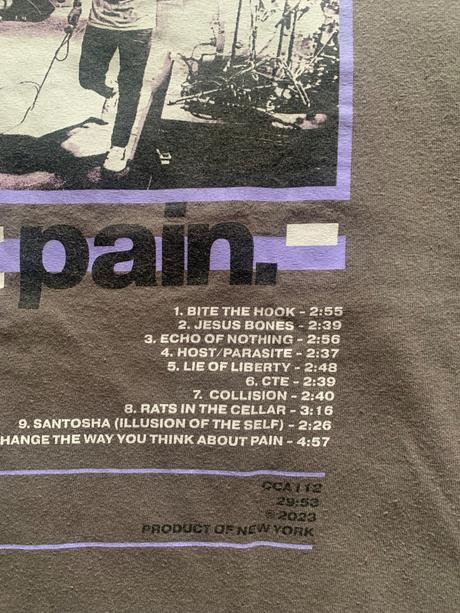 pain.
1. BITE THE HOOK - 2:55
2. JESUS BONES - 2:39
3. ECHO OF NOTHING - 2:56
4. HOST/PARASITE - 2:37
5. LIE OF LIBERTY - 2:48
6. CTE - 2:39
7. COLLISION - 2:40
8. RATS IN THE CELLAR - 3:16
9. SANTOSHA (ILLUSION OF THE SELF) - 2:26
HANGE THE WAY YOU THINK ABOUT PAIN - 4:57
CCA112
29:53
©2023
PRODUCT OF NEW YORK